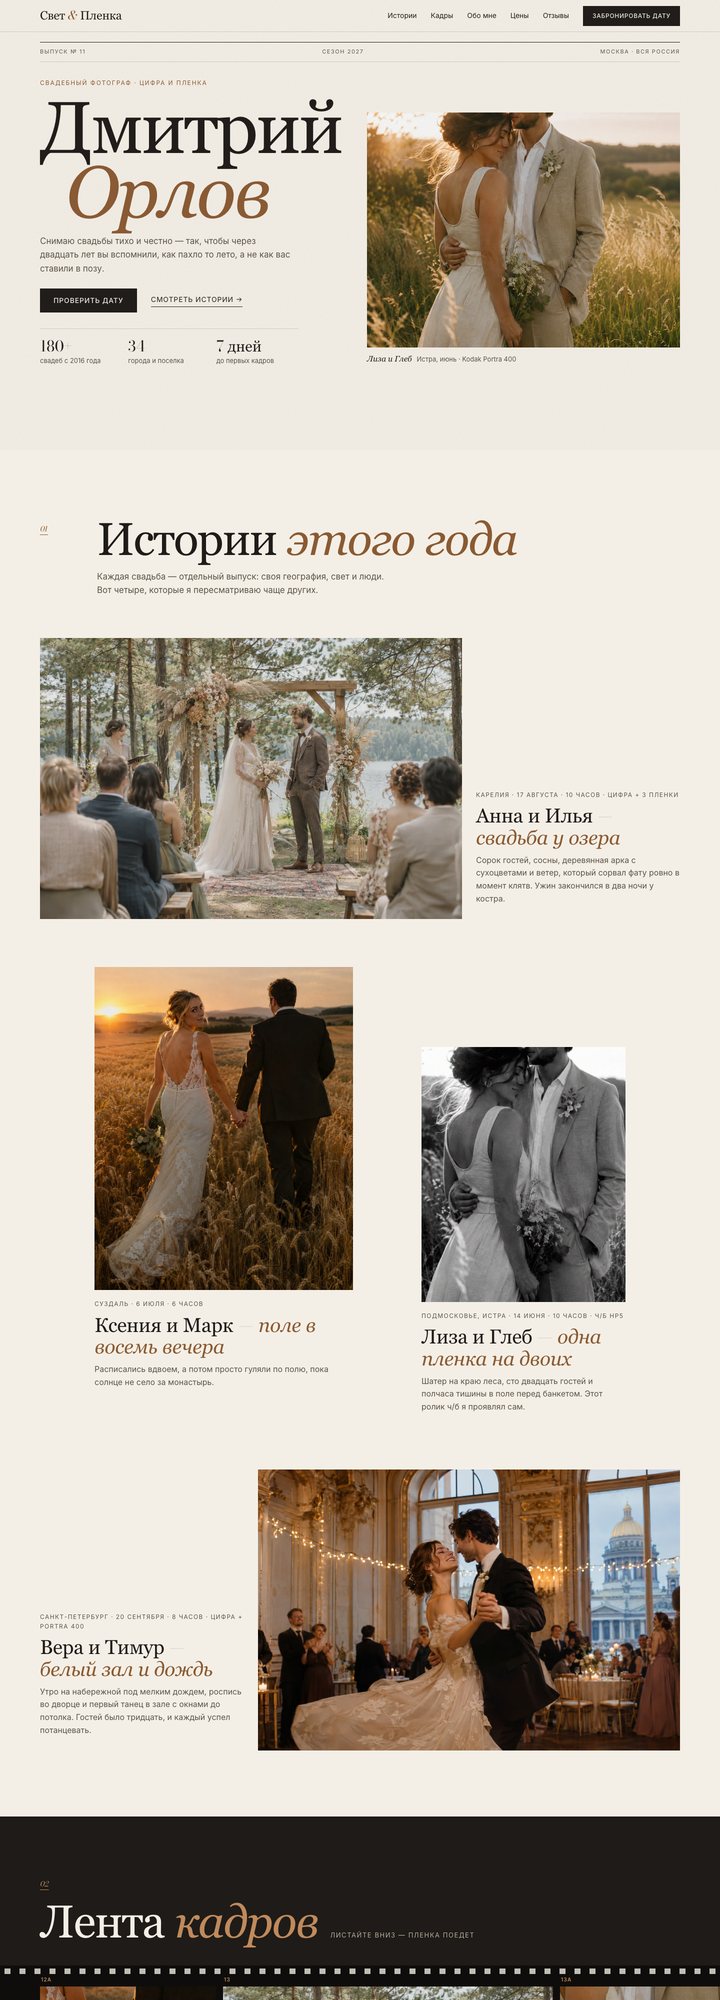 Свет & Пленка
Истории Кадры Обо мне Цены Отзывы ЗАБРОНИРОВАТЬ ДАТУ
ВЫПУСК № 11 СЕЗОН 2027 МОСКВА · ВСЯ РОССИЯ
СВАДЕБНЫЙ ФОТОГРАФ · ЦИФРА И ПЛЕНКА
Дмитрий
Орлов
Снимаю свадьбы тихо и честно — так, чтобы через
двадцать лет вы вспомнили, как пахло то лето, а не как вас
ставили в позу.
ПРОВЕРИТЬ ДАТУ СМОТРЕТЬ ИСТОРИИ →
180+ 34 7 дней
свадеб с 2016 года города и поселка до первых кадров
Лиза и Глеб Истра, июнь · Kodak Portra 400
01
Истории этого года
Каждая свадьба — отдельный выпуск: своя география, свет и люди.
Вот четыре, которые я пересматриваю чаще других.
КАРЕЛИЯ · 17 АВГУСТА · 10 ЧАСОВ · ЦИФРА + 3 ПЛЕНКИ
Анна и Илья —
свадьба у озера
Сорок гостей, сосны, деревянная арка с
сухоцветами и ветер, который сорвал фату ровно в
момент клятв. Ужин закончился в два ночи у
костра.
СУЗДАЛЬ · 6 ИЮЛЯ · 6 ЧАСОВ
Ксения и Марк — поле в
восемь вечера
Расписались вдвоем, а потом просто гуляли по полю, пока
солнце не село за монастырь.
ПОДМОСКОВЬЕ, ИСТРА · 14 ИЮНЯ · 10 ЧАСОВ · Ч/Б HP5
Лиза и Глеб — одна
пленка на двоих
Шатер на краю леса, сто двадцать гостей и
полчаса тишины в поле перед банкетом. Этот
ролик ч/б я проявлял сам.
САНКТ-ПЕТЕРБУРГ · 20 СЕНТЯБРЯ · 8 ЧАСОВ · ЦИФРА +
PORTRA 400
Вера и Тимур —
белый зал и дождь
Утро на набережной под мелким дождем, роспись
во дворце и первый танец в зале с окнами до
потолка. Гостей было тридцать, и каждый успел
потанцевать.
02
Лента кадров ЛИСТАЙТЕ ВНИЗ — ПЛЕНКА ПОЕДЕТ
12A 13 13A